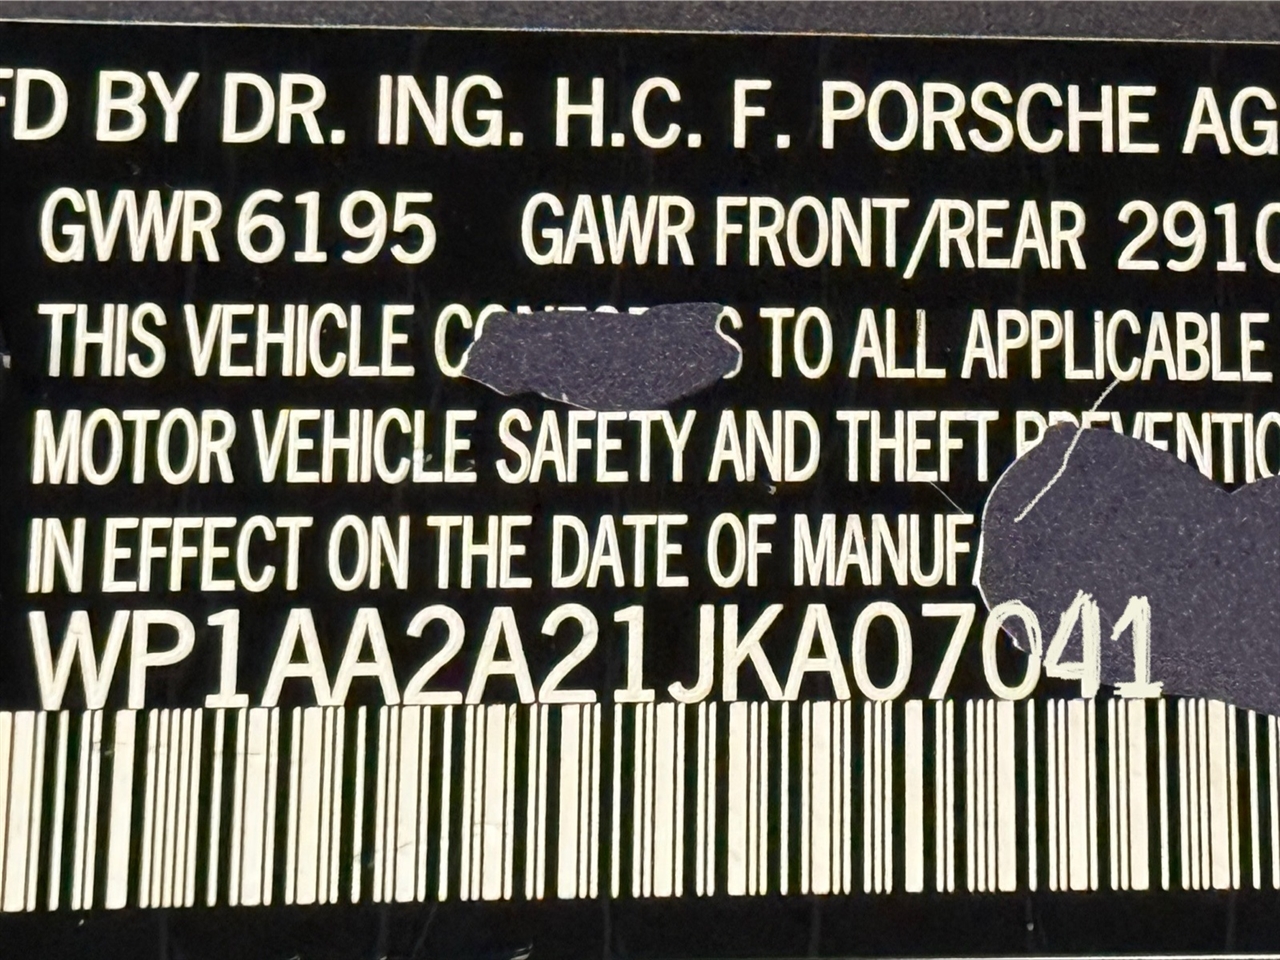 FD BY DR. ING. H.C. F. PORSCHE AG
GVWR 6195 GAWR FRONT/REAR 291
THIS VEHICLE TO ALL APPLICABLE
MOTOR VEHICLE SAFETY AND THEFT
IN EFFECT ON THE DATE OF MANUF
WP1AA2A21JKA07041